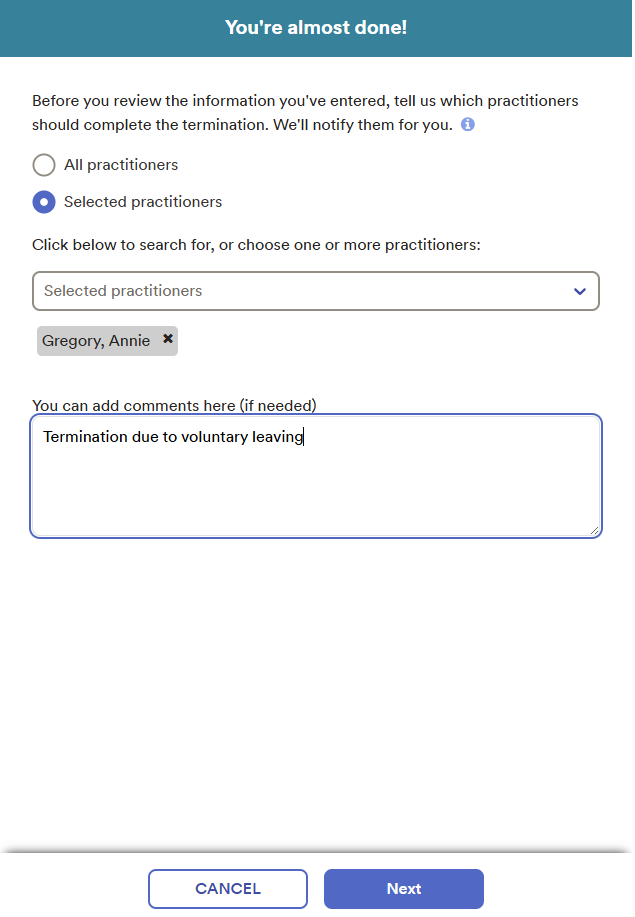 You're almost done!
Before you review the information you've entered, tell us which practitioners
should complete the termination. We'll notify them for you.
All practitioners
Selected practitioners
Click below to search for, or choose one or more practitioners:
Selected practitioners
Gregory, Annie ✖
You can add comments here (if needed)
Termination due to voluntary leaving
CANCEL
Next